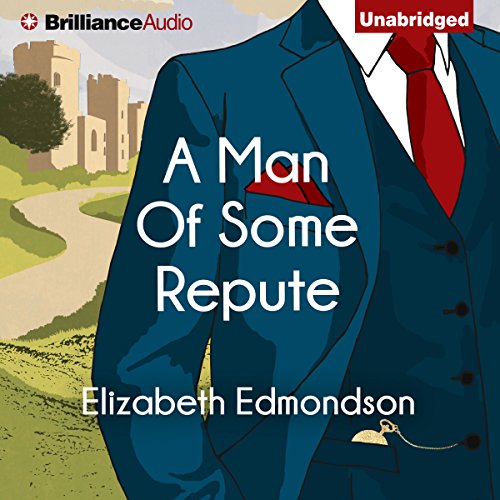 BrillianceAudio
Unabridged
A Man
Of Some
Repute
Elizabeth Edmondson